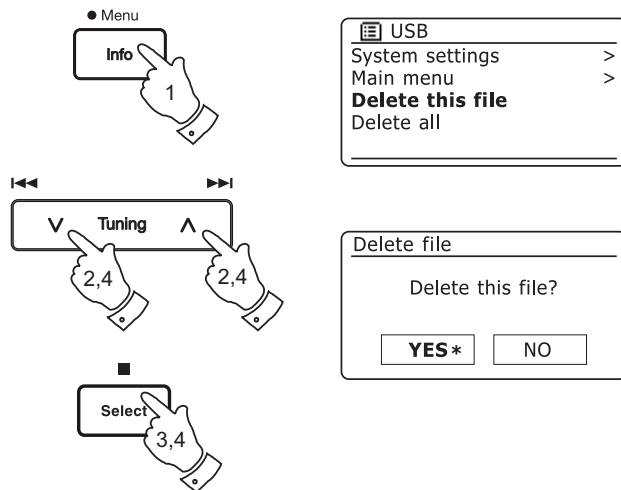 ● Menu
Info
1
Tuning
2,4
2,4
Select
3,4
USB
System settings >
Main menu >
Delete this file
Delete all
Delete file
Delete this file?
YES*
NO